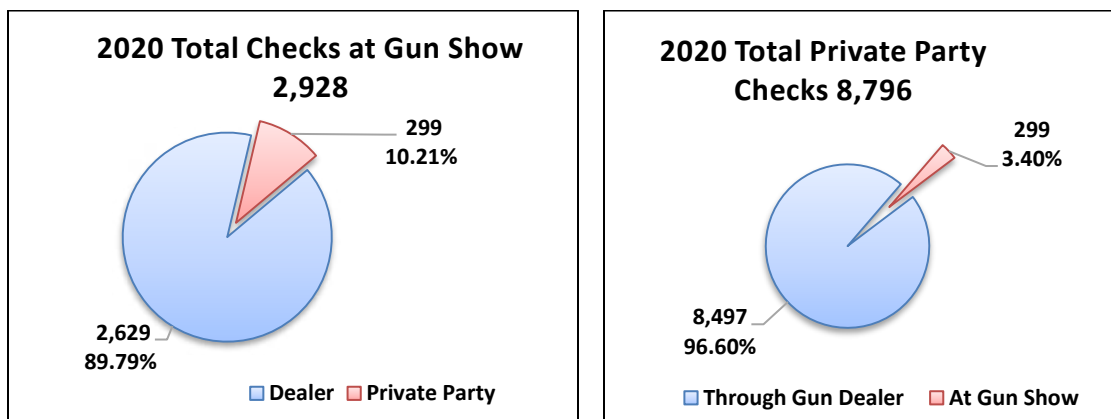 2020 Total Checks at Gun Show
2,928
299
10.21%
2,629
89.79%
Dealer Private Party
2020 Total Private Party
Checks 8,796
299
3.40%
8,497
96.60%
Through Gun Dealer At Gun Show